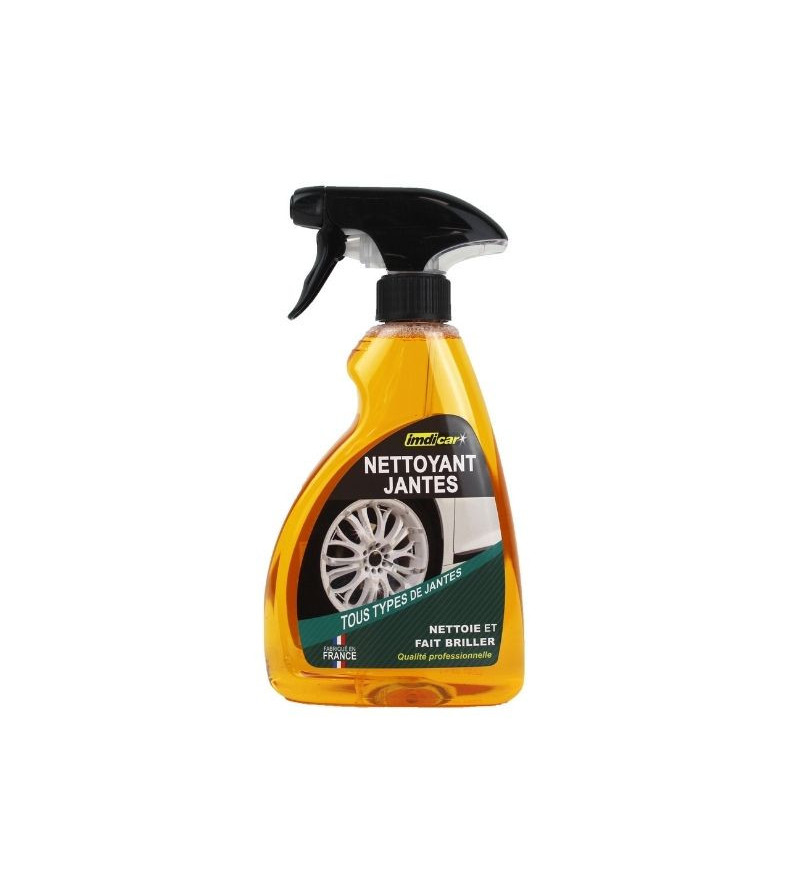 imdicar
NETTOYANT
JANTES
TOUS TYPES DE JANTES
NETTOIE ET
FAIT BRILLER
Qualité professionnelle
FABRIQUÉ EN
FRANCE